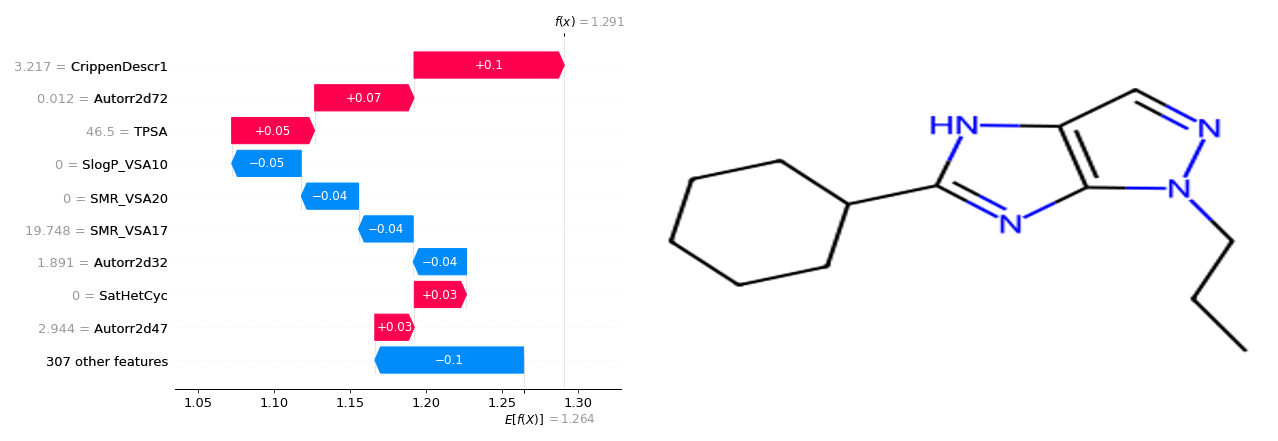 f(x) = 1.291
3.217 = CrippenDescr1
+0.1
0.012 = Autorr2d72
+0.07
46.5 = TPSA
+0.05
0 = SlogP_VSA10
−0.05
0 = SMR_VSA20
−0.04
19.748 = SMR_VSA17
−0.04
1.891 = Autorr2d32
−0.04
0 = SatHetCyc
+0.03
2.944 = Autorr2d47
+0.03
307 other features
−0.1
1.05 1.10 1.15 1.20 1.25 1.30
E[f(X)] = 1.264
HN
N
N
N